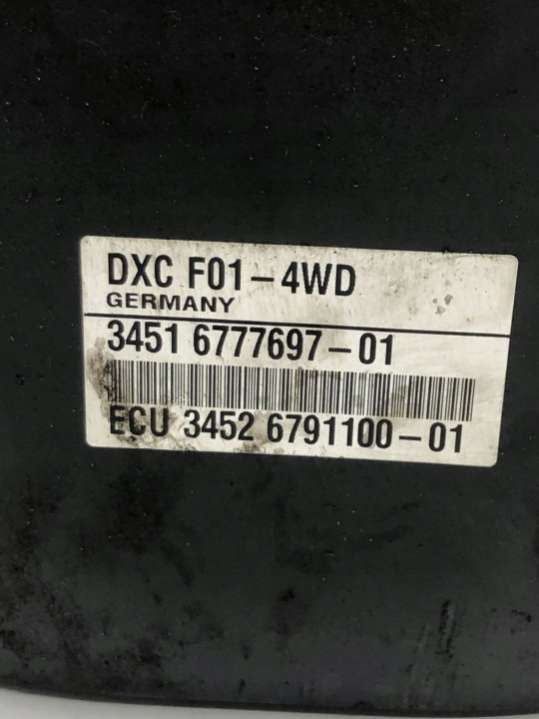 DXC F01-4WD
GERMANY
3451 6777697-01
ECU 3452 6791100-01